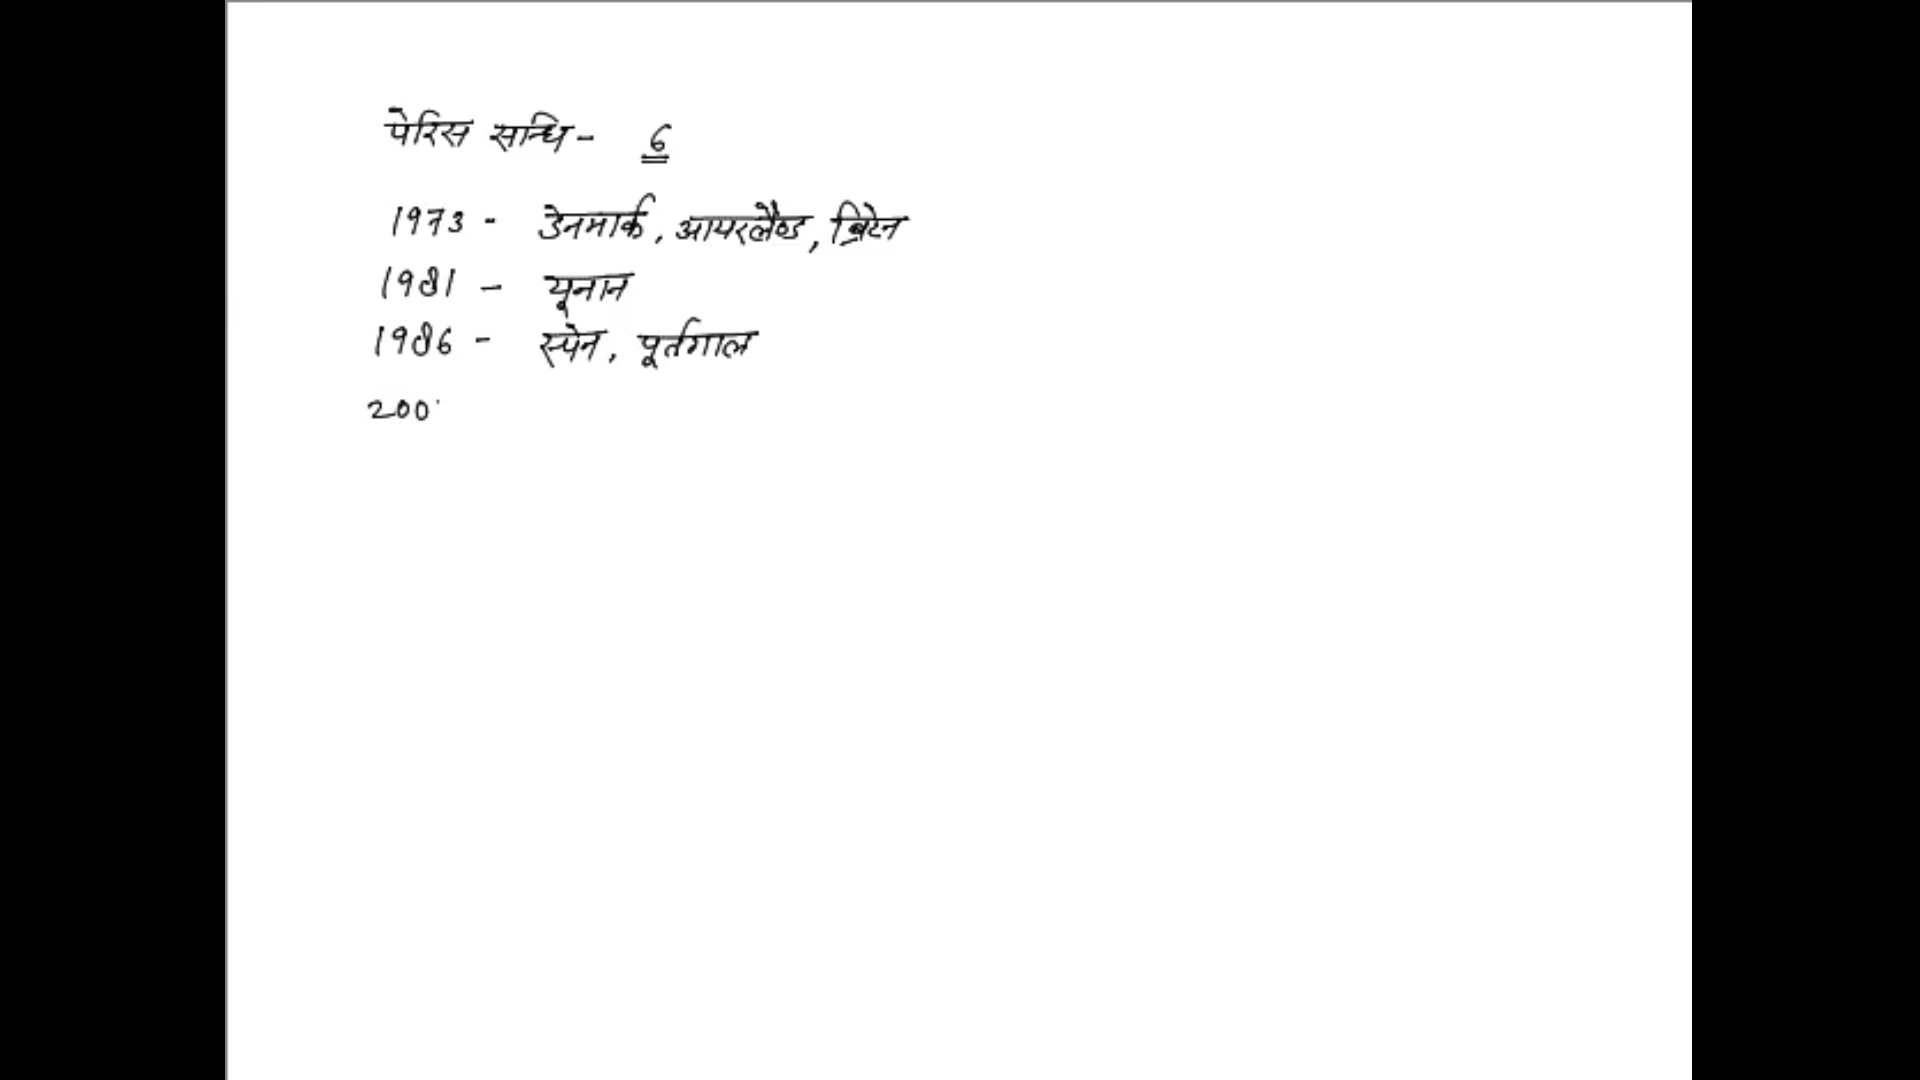 पेरिस सन्धि - 6
1973 - डेनमार्क, आयरलैण्ड, ब्रिटेन
1981 - यूनान
1986 - स्पेन, पूर्तगाल
200